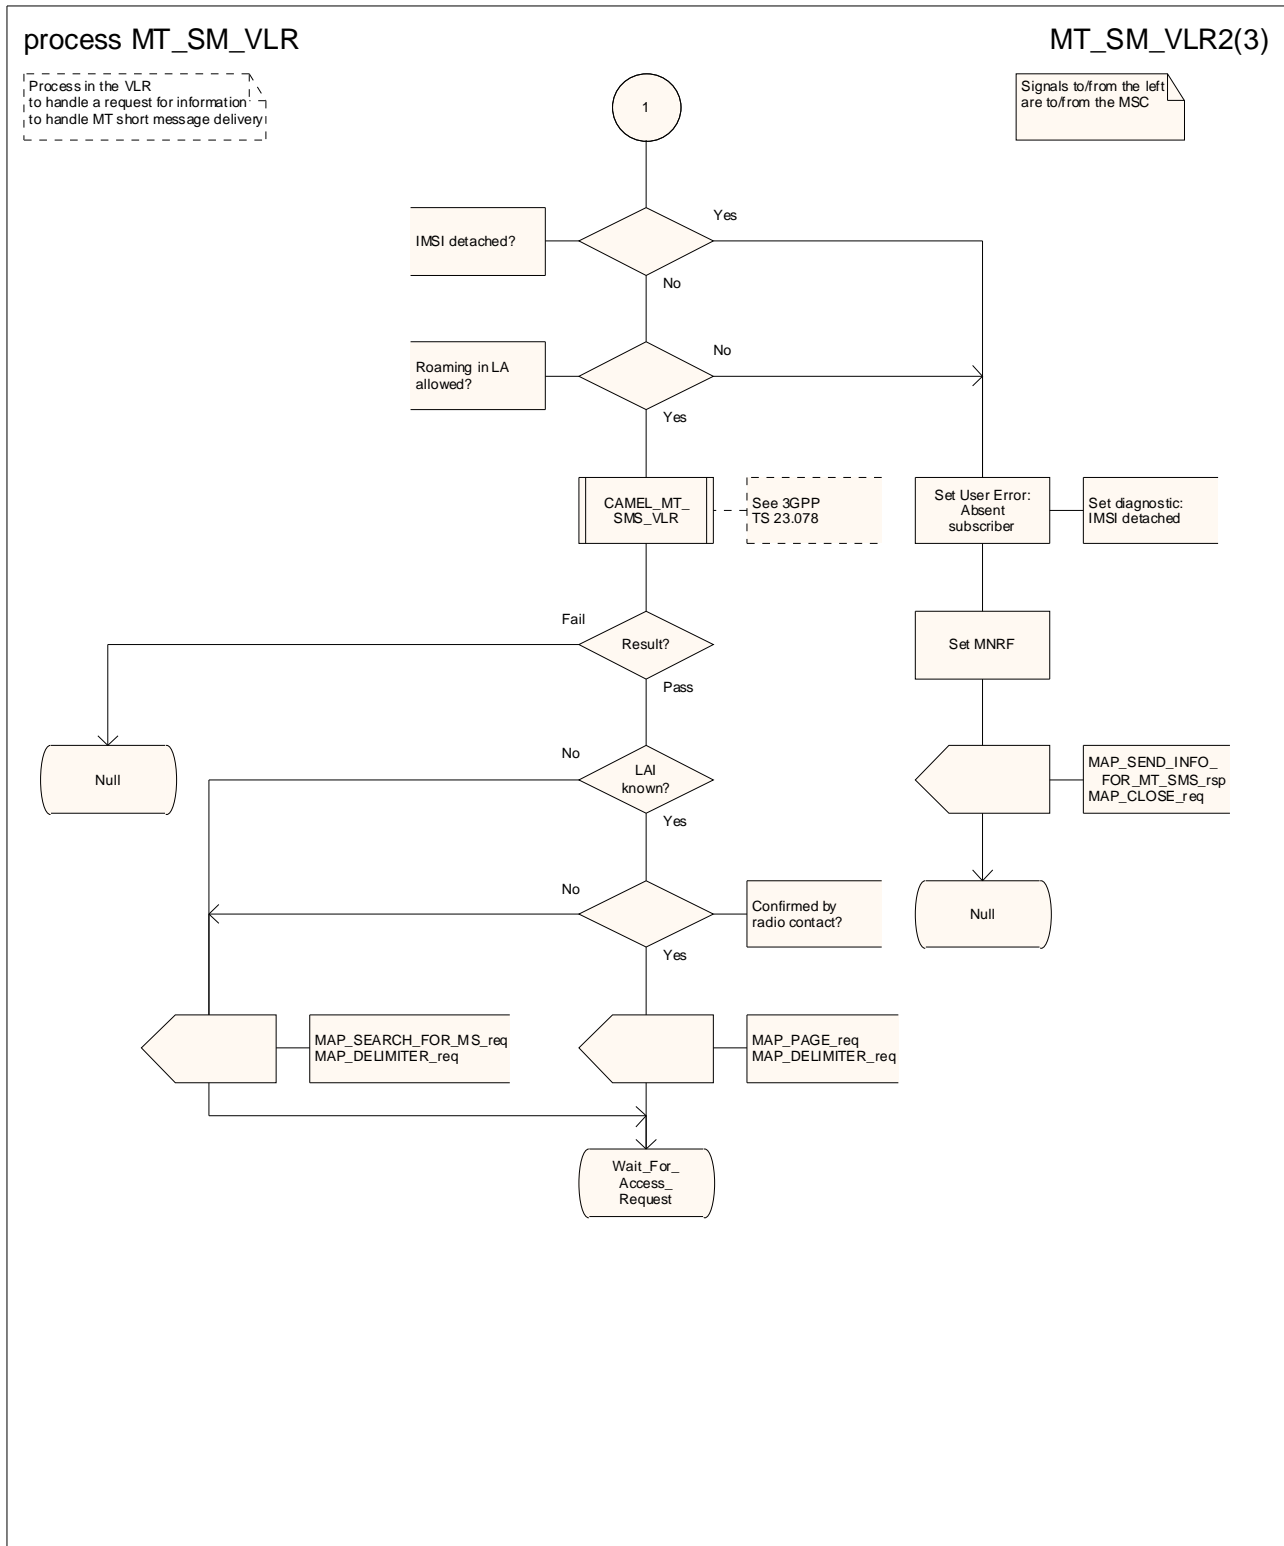 process MT_SM_VLR
MT_SM_VLR2(3)
Process in the VLR
to handle a request for information
to handle MT short message delivery
Signals to/from the left
are to/from the MSC
1
Yes
IMSI detached?
No
No
Roaming in LA
allowed?
Yes
CAMEL_MT_
SMS_VLR
See 3GPP
TS 23.078
Set User Error:
Absent
subscriber
Set diagnostic:
IMSI detached
Fail
Result?
Set MNRF
Pass
No
Null
LAI
known?
MAP_SEND_INFO_
FOR_MT_SMS_rsp
MAP_CLOSE_req
Yes
No
Confirmed by
radio contact?
Null
Yes
MAP_SEARCH_FOR_MS_req
MAP_DELIMITER_req
MAP_PAGE_req
MAP_DELIMITER_req
Wait_For_
Access_
Request